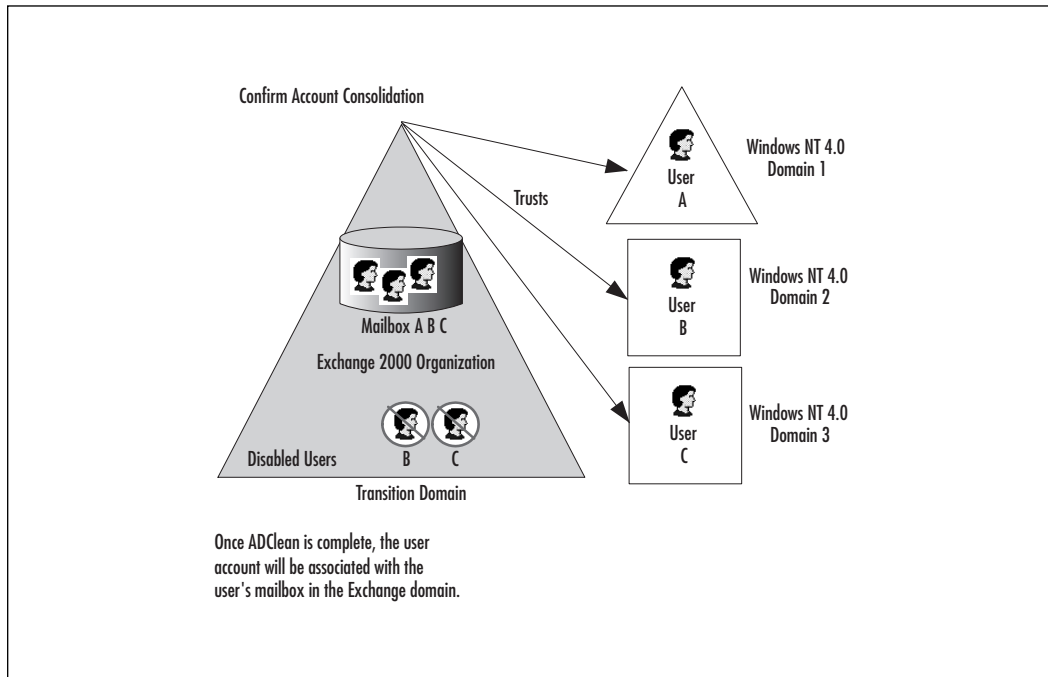 Confirm Account Consolidation
Trusts
User
A
Windows NT 4.0
Domain 1
User
B
Windows NT 4.0
Domain 2
User
C
Windows NT 4.0
Domain 3
Mailbox A B C
Exchange 2000 Organization
Disabled Users
B
C
Transition Domain
Once ADClean is complete, the user
account will be associated with the
user's mailbox in the Exchange domain.